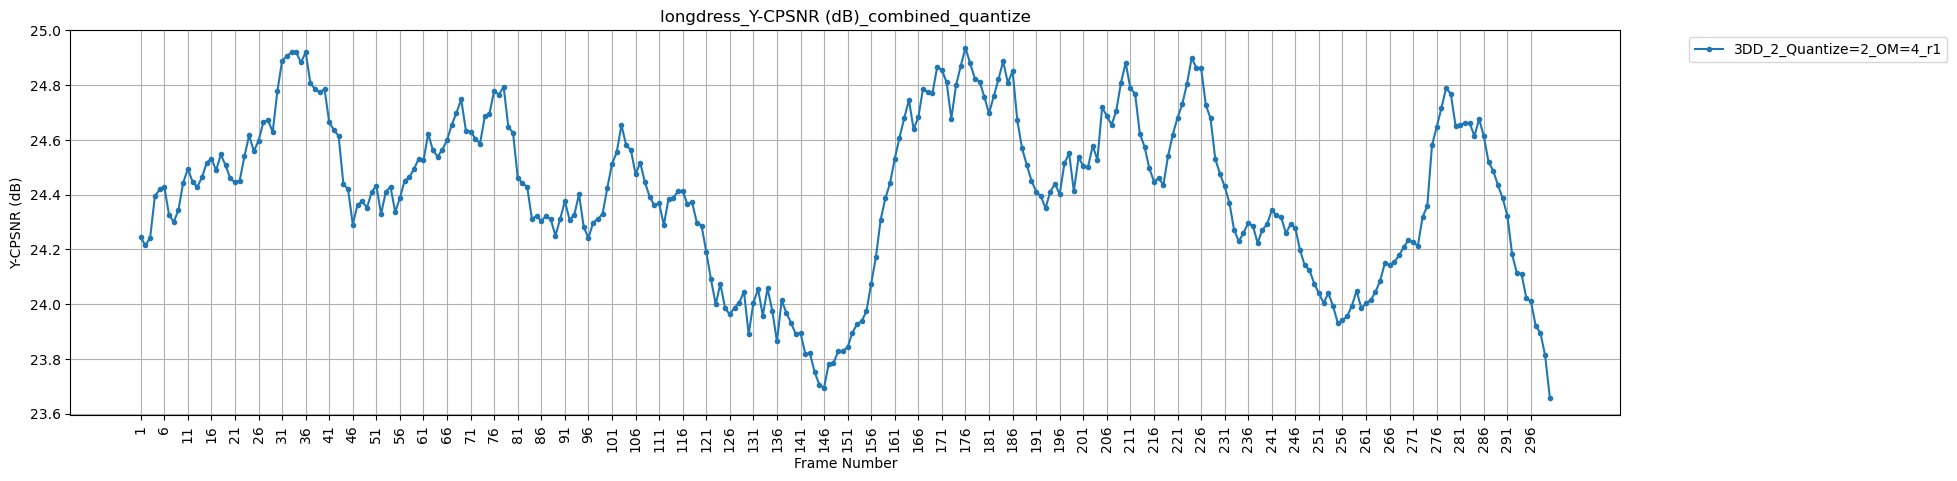 longdress_Y-CPSNR (dB)_combined_quantize
3DD_2_Quantize=2_OM=4_r1
Y-CPSNR (dB)
25.0
24.8
24.6
24.4
24.2
24.0
23.8
23.6
1 6 11 16 21 26 31 36 41 46 51 56 61 66 71 76 81 86 91 96 101 106 111 116 121 126 131 136 141 146 151 156 161 166 171 176 181 186 191 196 201 206 211 216 221 226 231 236 241 246 251 256 261 266 271 276 281 286 291 296
Frame Number